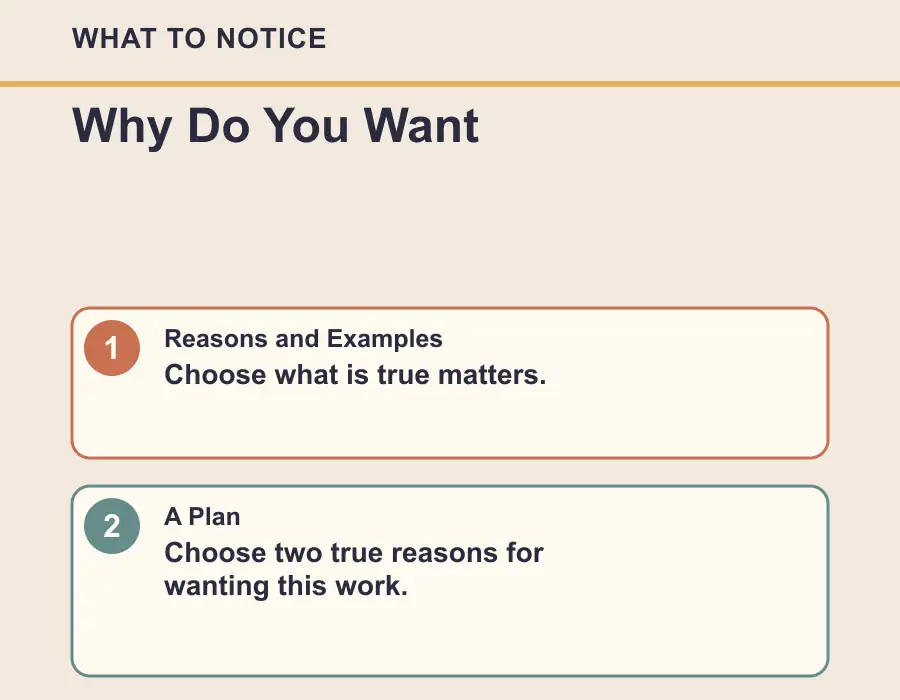 WHAT TO NOTICE
Why Do You Want
1
Reasons and Examples
Choose what is true matters.
2
A Plan
Choose two true reasons for
wanting this work.